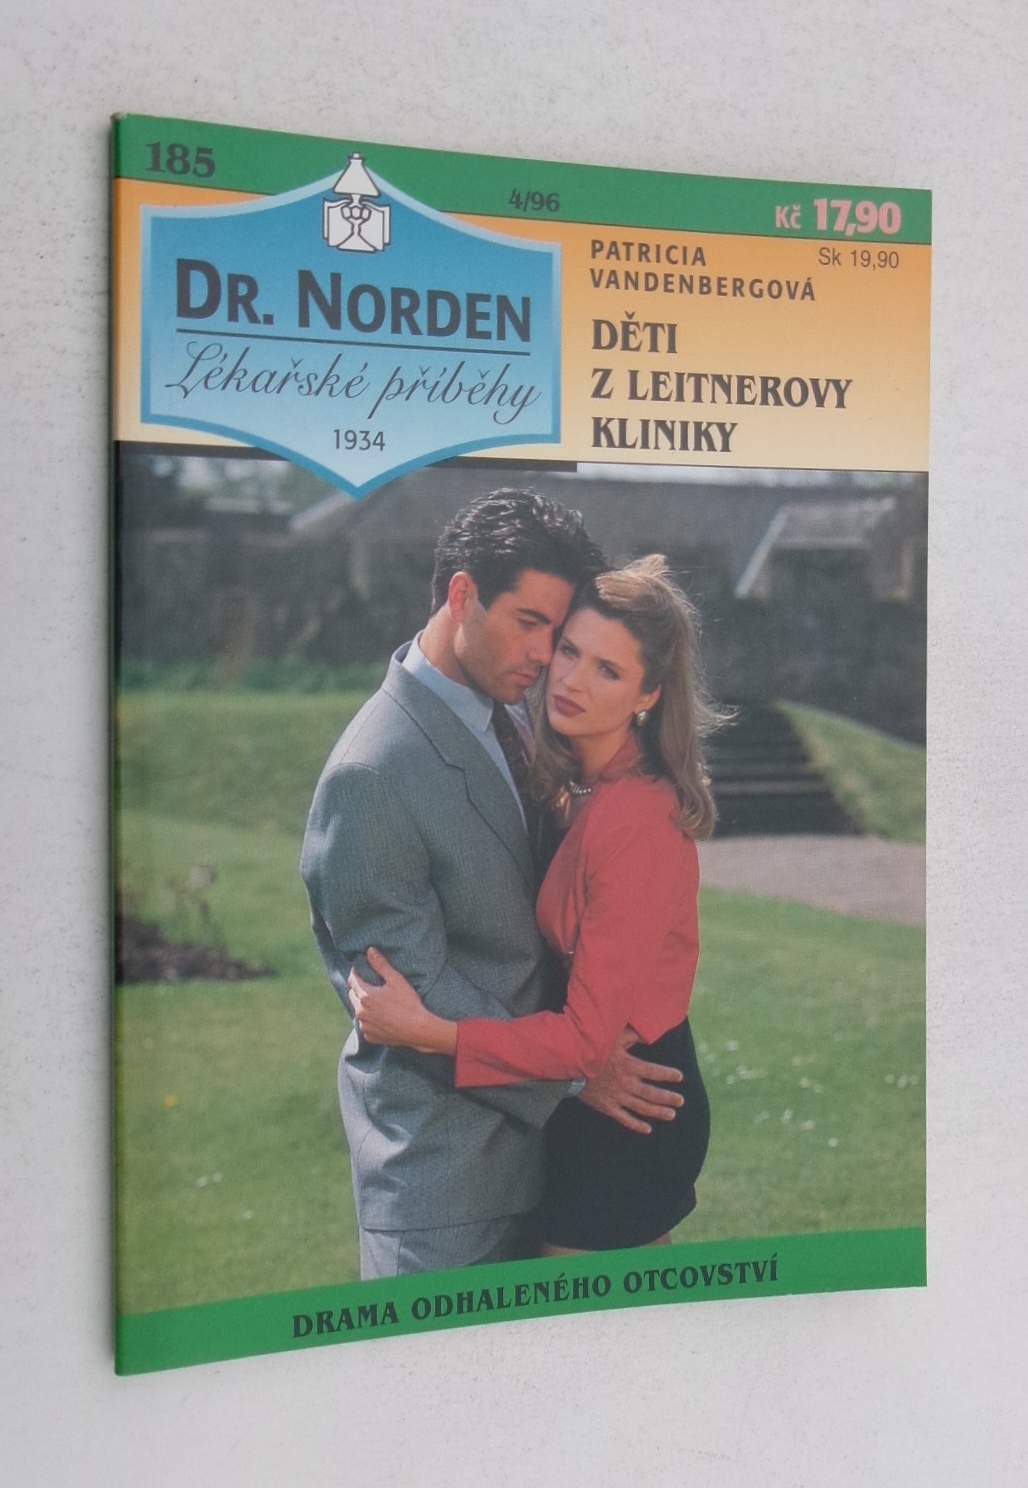 185
4/96
Kč 17,90
Sk 19,90
DR. NORDEN
Lékařské příběhy
1934
PATRICIA
VANDENBERGOVÁ
DĚTI
Z LEITNEROVY
KLINIKY
DRAMA ODHALENÉHO OTCOVSTVÍ